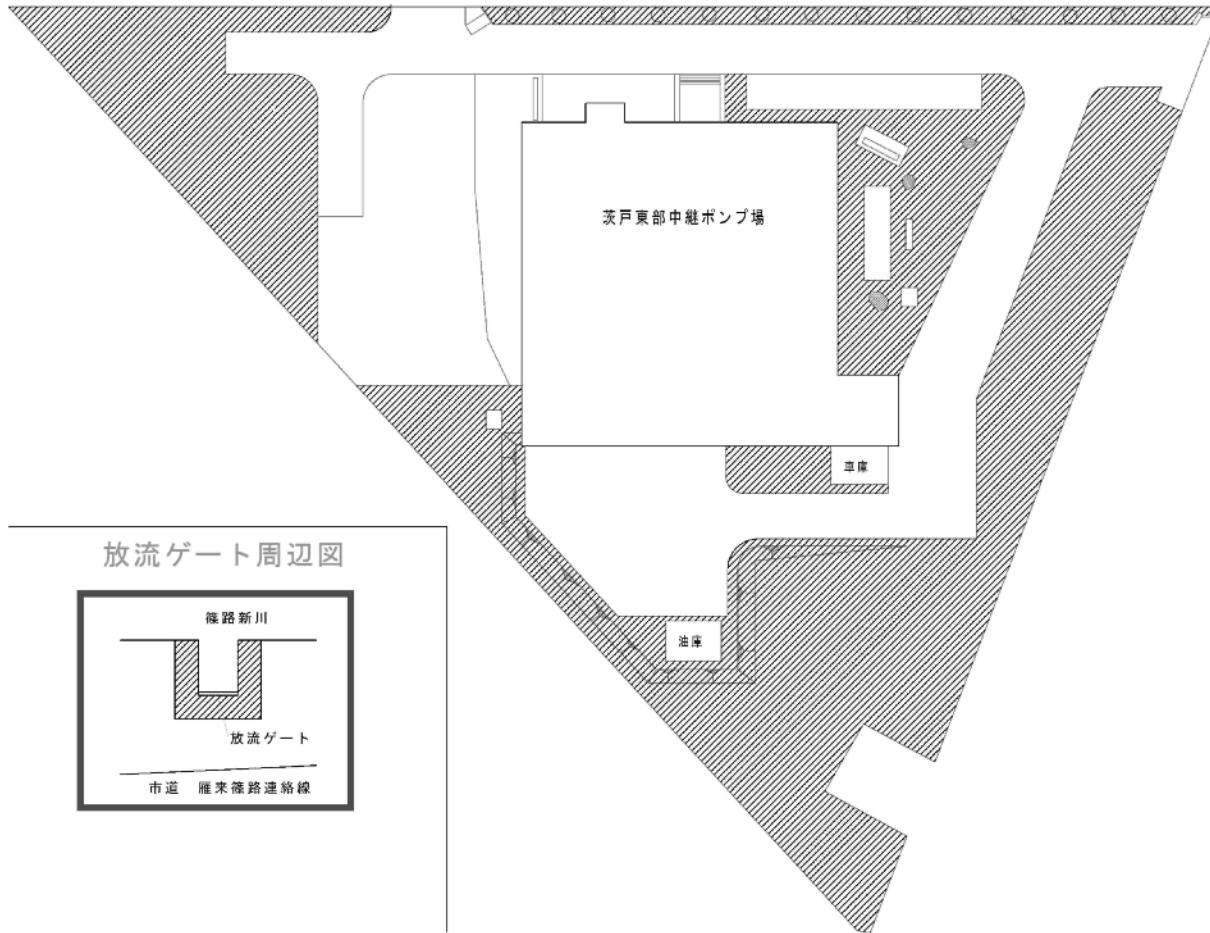 茨戸東部中継ポンプ場
車庫
放流ゲート周辺図
篠路新川
油庫
放流ゲート
市道 雁来篠路連絡線